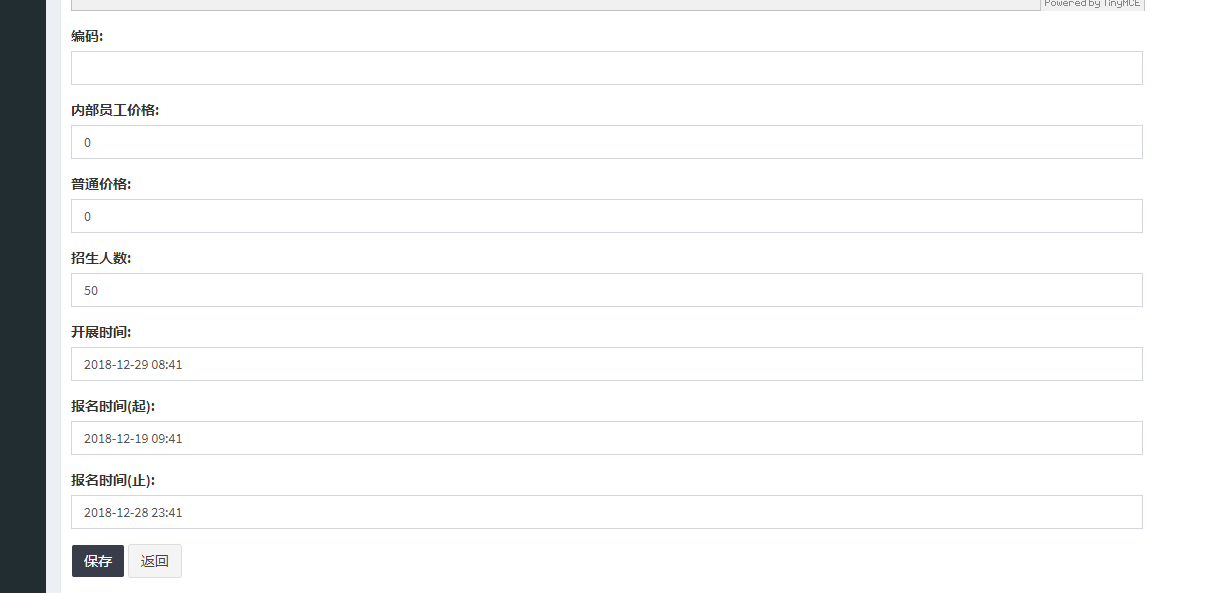 Powered by TinyMCE
编码:
内部员工价格:
0
普通价格:
0
招生人数:
50
开展时间:
2018-12-29 08:41
报名时间(起):
2018-12-19 09:41
报名时间(止):
2018-12-28 23:41
保存 返回